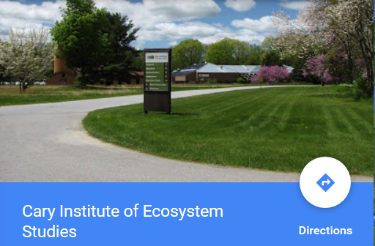 Cary Institute of Ecosystem
Studies
Directions